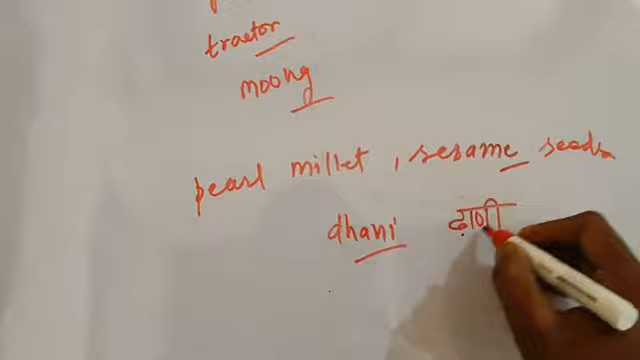 tractor
moong
pearl millet, sesame seeds
dhani ढ़ाणी